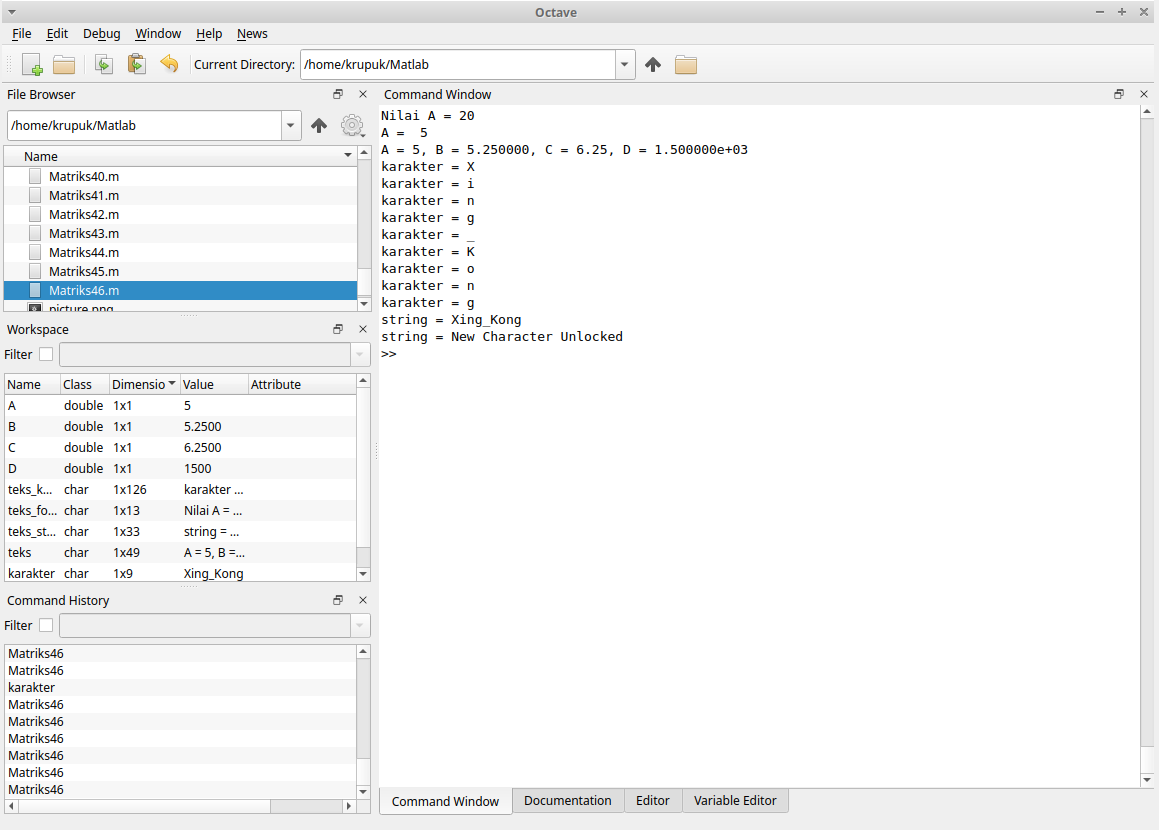 Octave
File Edit Debug Window Help News
Current Directory: /home/krupuk/Matlab
File Browser
/home/krupuk/Matlab
Name
Matriks40.m
Matriks41.m
Matriks42.m
Matriks43.m
Matriks44.m
Matriks45.m
Matriks46.m
picture.png
Workspace
Filter
Name Class Dimensio Value Attribute
A double 1x1 5
B double 1x1 5.2500
C double 1x1 6.2500
D double 1x1 1500
teks_k... char 1x126 karakter ...
teks_fo... char 1x13 Nilai A = ...
teks_st... char 1x33 string = ...
teks char 1x49 A = 5, B =...
karakter char 1x9 Xing_Kong
Command History
Filter
Matriks46
Matriks46
karakter
Matriks46
Matriks46
Matriks46
Matriks46
Matriks46
Matriks46
Command Window
Nilai A = 20
A =  5
A = 5, B = 5.250000, C = 6.25, D = 1.500000e+03
karakter = X
karakter = i
karakter = n
karakter = g
karakter = _
karakter = K
karakter = o
karakter = n
karakter = g
string = Xing_Kong
string = New Character Unlocked
>>
Command Window Documentation Editor Variable Editor